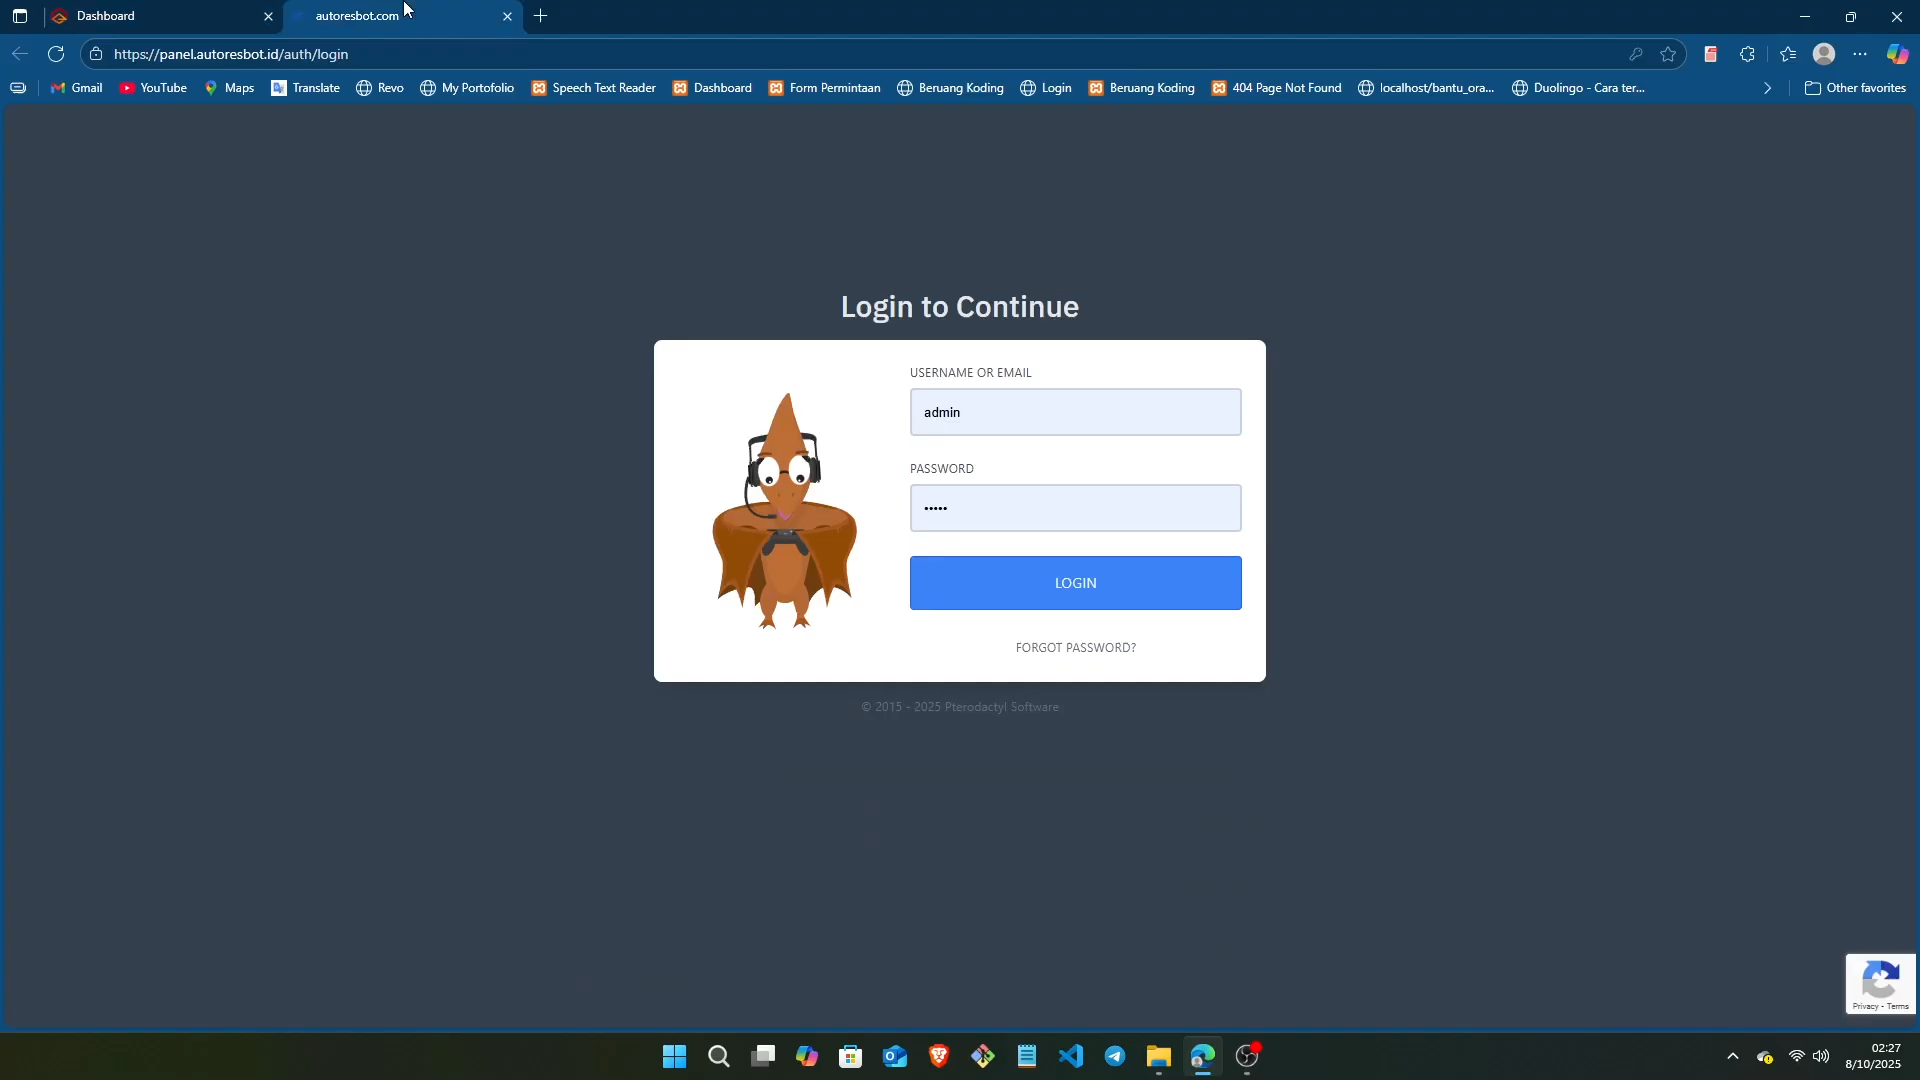 Dashboard
autoresbot.com
https://panel.autoresbot.id/auth/login
Gmail
YouTube
Maps
Translate
Revo
My Portofolio
Speech Text Reader
Dashboard
Form Permintaan
Beruang Koding
Login
Beruang Koding
404 Page Not Found
localhost/bantu_ora...
Duolingo - Cara ter...
Other favorites
Login to Continue
USERNAME OR EMAIL
admin
PASSWORD
LOGIN
FORGOT PASSWORD?
© 2015 - 2025 Pterodactyl Software
Privacy - Terms
02:27
8/10/2025